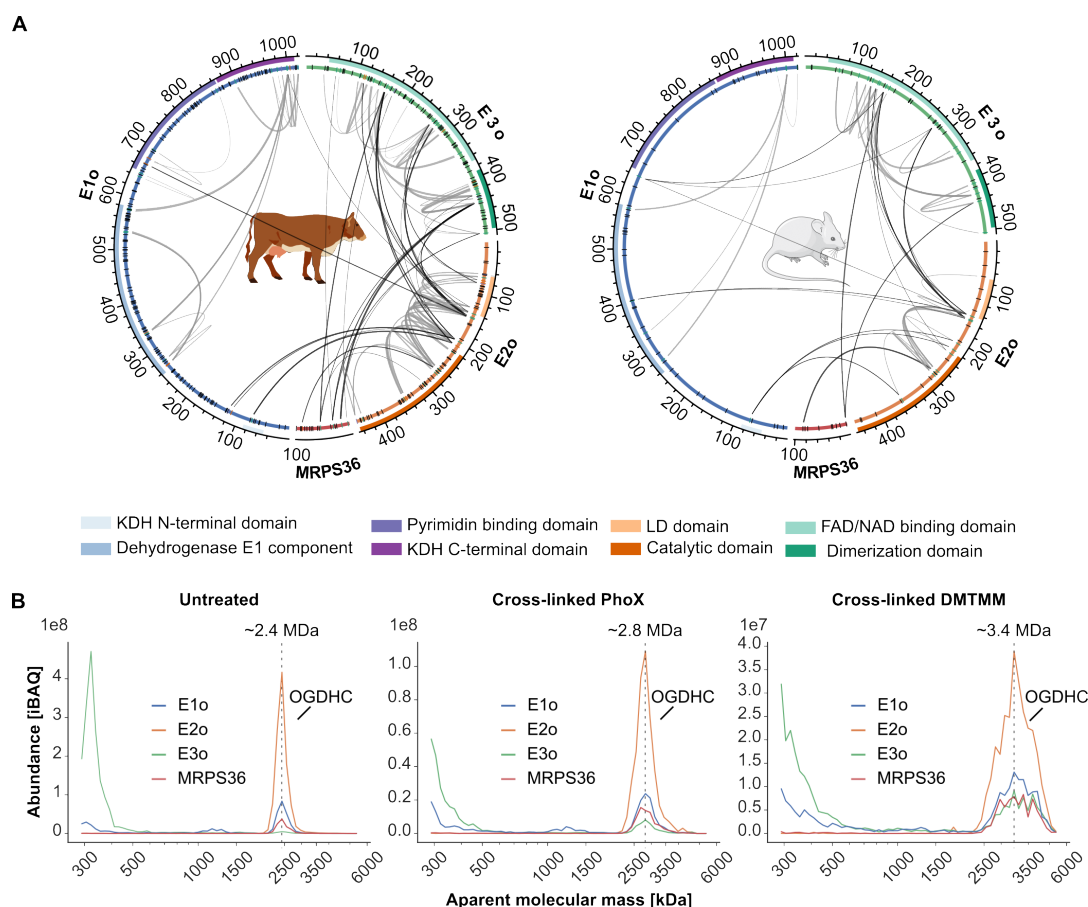 A
100
200
300
400
500
E3o
100
200
300
400
E2o
100
MRPS36
100
200
300
400
500
600
700
800
900
1000
E1o
100
200
300
400
500
E3o
100
200
300
400
E2o
100
MRPS36
100
200
300
400
500
600
700
800
900
1000
E1o
KDH N-terminal domain
Pyrimidin binding domain
LD domain
FAD/NAD binding domain
Dehydrogenase E1 component
KDH C-terminal domain
Catalytic domain
Dimerization domain
B
Untreated
Cross-linked PhoX
Cross-linked DMTMM
1e8
~2.4 MDa
1e8
~2.8 MDa
1e7
~3.4 MDa
Abundance [iBAQ]
4
2
0
E1o
E2o
E3o
MRPS36
OGDHC
300
500
1000
1500
2500
3500
6000
1.0
0.8
0.6
0.4
0.2
0.0
E1o
E2o
E3o
MRPS36
OGDHC
300
500
1000
1500
2500
3500
6000
4.0
3.5
3.0
2.5
2.0
1.5
1.0
0.5
0.0
E1o
E2o
E3o
MRPS36
OGDHC
300
500
1000
1500
2500
3500
6000
Apparent molecular mass [kDa]